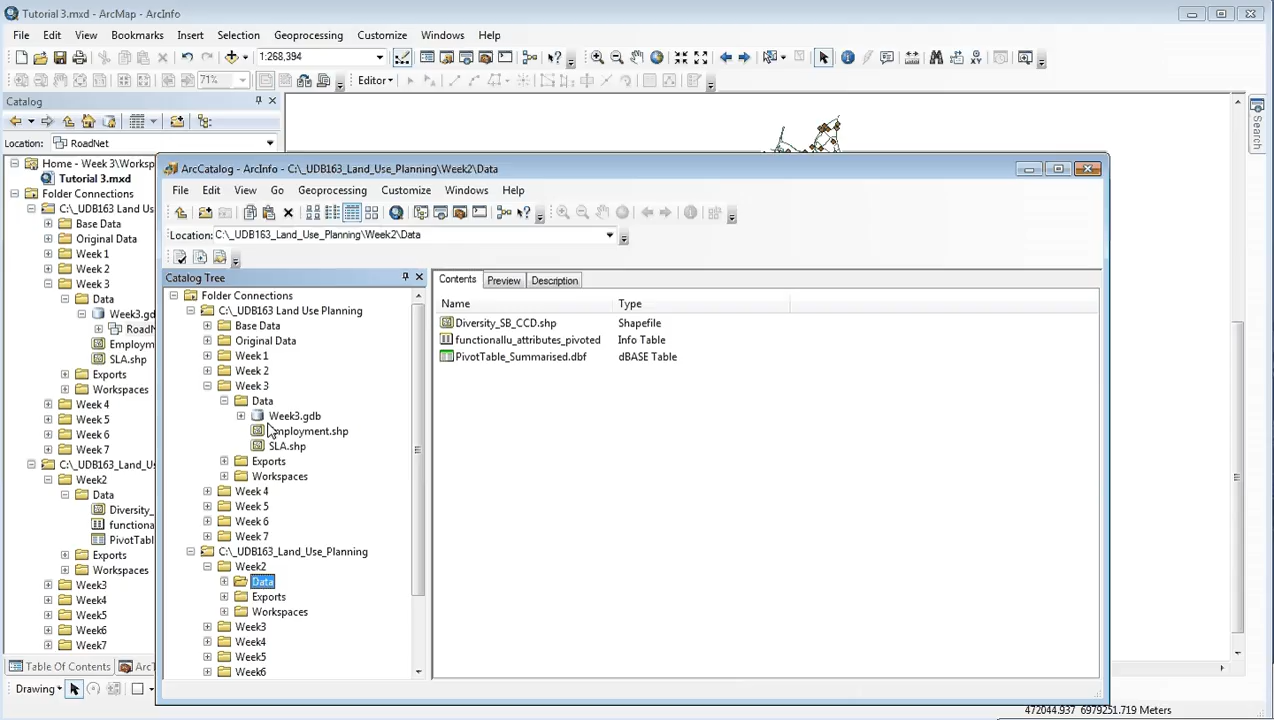 Tutorial 3.mxd - ArcMap - ArcInfo
File Edit View Bookmarks Insert Selection Geoprocessing Customize Windows Help
1:268,394
71% Editor
Catalog
Location: RoadNet
Home - Week 3\Worksp
Tutorial 3.mxd
Folder Connections
C:\_UDB163 Land Us
Base Data
Original Data
Week 1
Week 2
Week 3
Data
Week3.gd
RoadN
Employm
SLA.shp
Exports
Workspaces
Week 4
Week 5
Week 6
Week 7
C:\_UDB163_Land_Us
Week2
Data
Diversity_
functiona
PivotTabl
Exports
Workspaces
Week3
Week4
Week5
Week6
Week7
Table Of Contents ArcT
Drawing
Search
ArcCatalog - ArcInfo - C:\_UDB163_Land_Use_Planning\Week2\Data
File Edit View Go Geoprocessing Customize Windows Help
Location: C:\_UDB163_Land_Use_Planning\Week2\Data
Catalog Tree
Folder Connections
C:\_UDB163 Land Use Planning
Base Data
Original Data
Week 1
Week 2
Week 3
Data
Week3.gdb
Employment.shp
SLA.shp
Exports
Workspaces
Week 4
Week 5
Week 6
Week 7
C:\_UDB163_Land_Use_Planning
Week2
Data
Exports
Workspaces
Week3
Week4
Week5
Week6
Contents Preview Description
Name Type
Diversity_SB_CCD.shp Shapefile
functionallu_attributes_pivoted Info Table
PivotTable_Summarised.dbf dBASE Table
472044.937 6979251.719 Meters